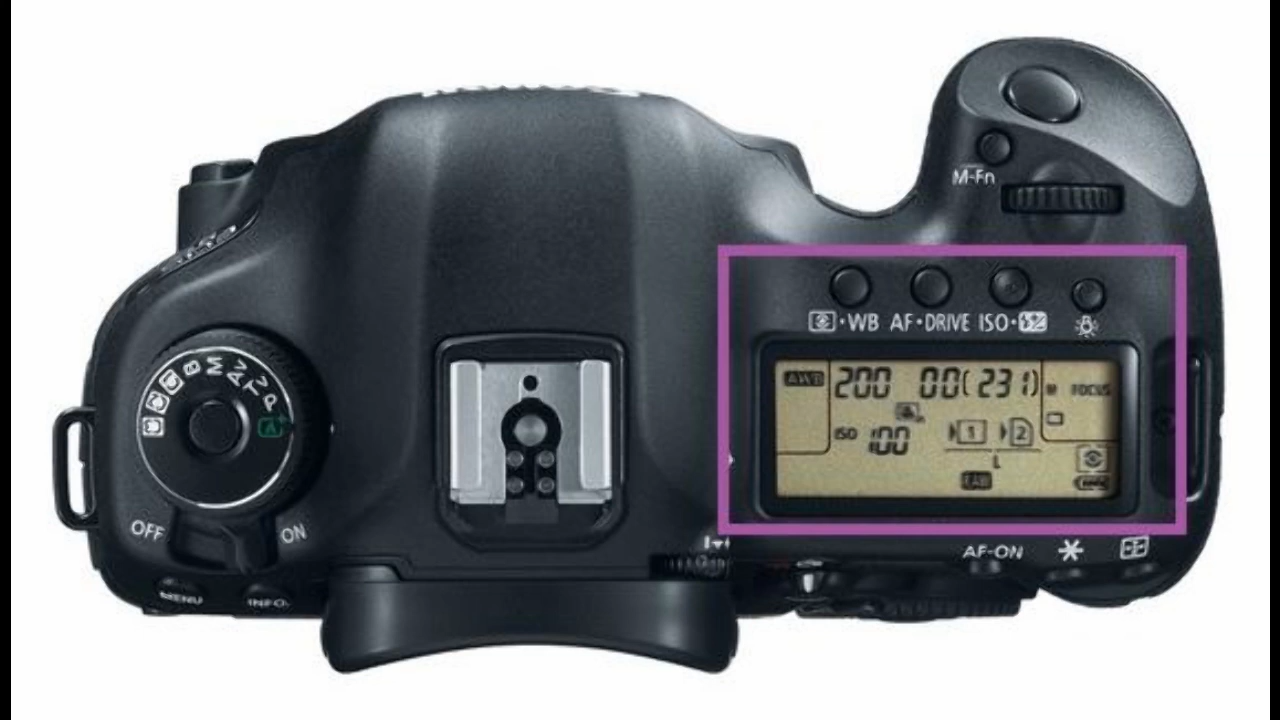 M-Fn
WB AF•DRIVE ISO•
AWB 200 00(231) M FOCUS
ISO 100 1 2
L
RAW
B M Av Tv P
A+
OFF ON
AF-ON
MENU INFO.